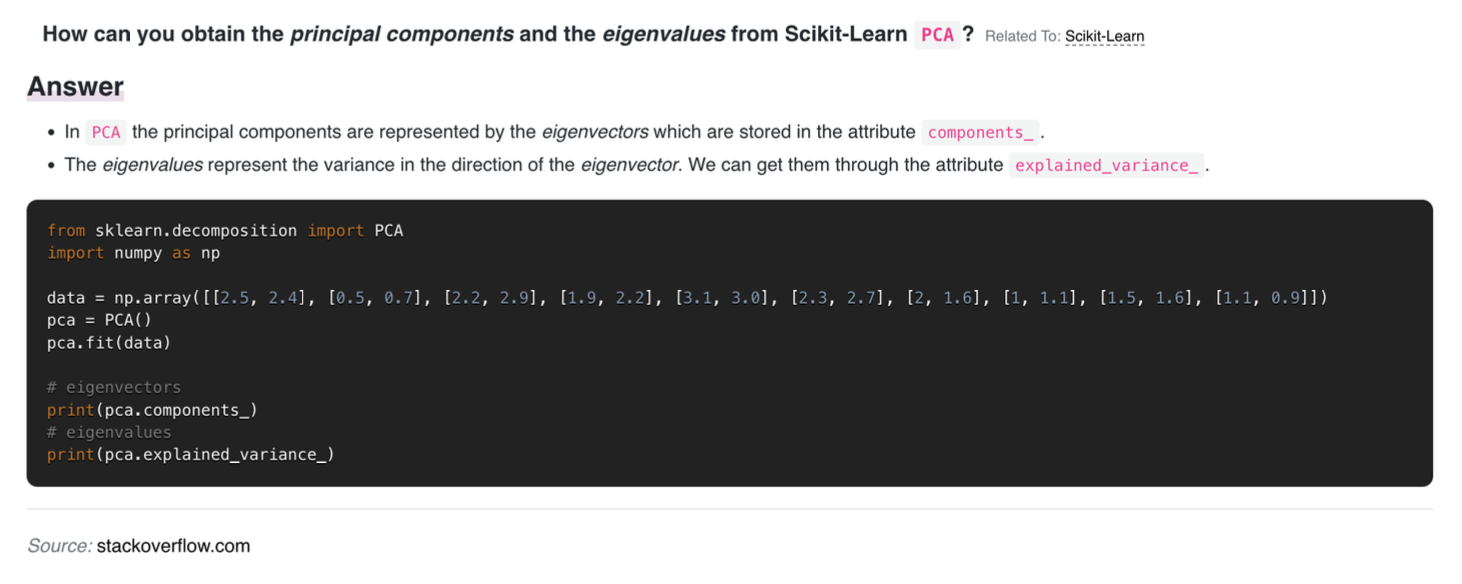 How can you obtain the principal components and the eigenvalues from Scikit-Learn PCA? Related To: Scikit-Learn
Answer
• In PCA the principal components are represented by the eigenvectors which are stored in the attribute components_.
• The eigenvalues represent the variance in the direction of the eigenvector. We can get them through the attribute explained_variance_.
from sklearn.decomposition import PCA
import numpy as np
data = np.array([[2.5, 2.4], [0.5, 0.7], [2.2, 2.9], [1.9, 2.2], [3.1, 3.0], [2.3, 2.7], [2, 1.6], [1, 1.1], [1.5, 1.6], [1.1, 0.9]])
pca = PCA()
pca.fit(data)
# eigenvectors
print(pca.components_)
# eigenvalues
print(pca.explained_variance_)
Source: stackoverflow.com